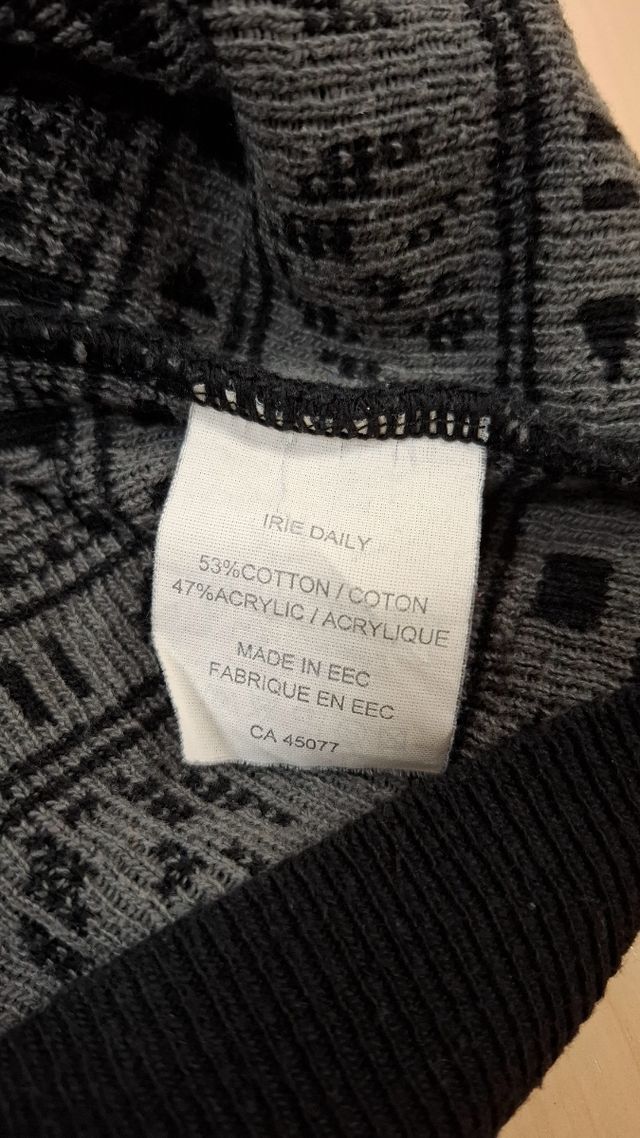 IRIE DAILY
53%COTTON / COTON
47%ACRYLIC / ACRYLIQUE
MADE IN EEC
FABRIQUE EN EEC
CA 45077